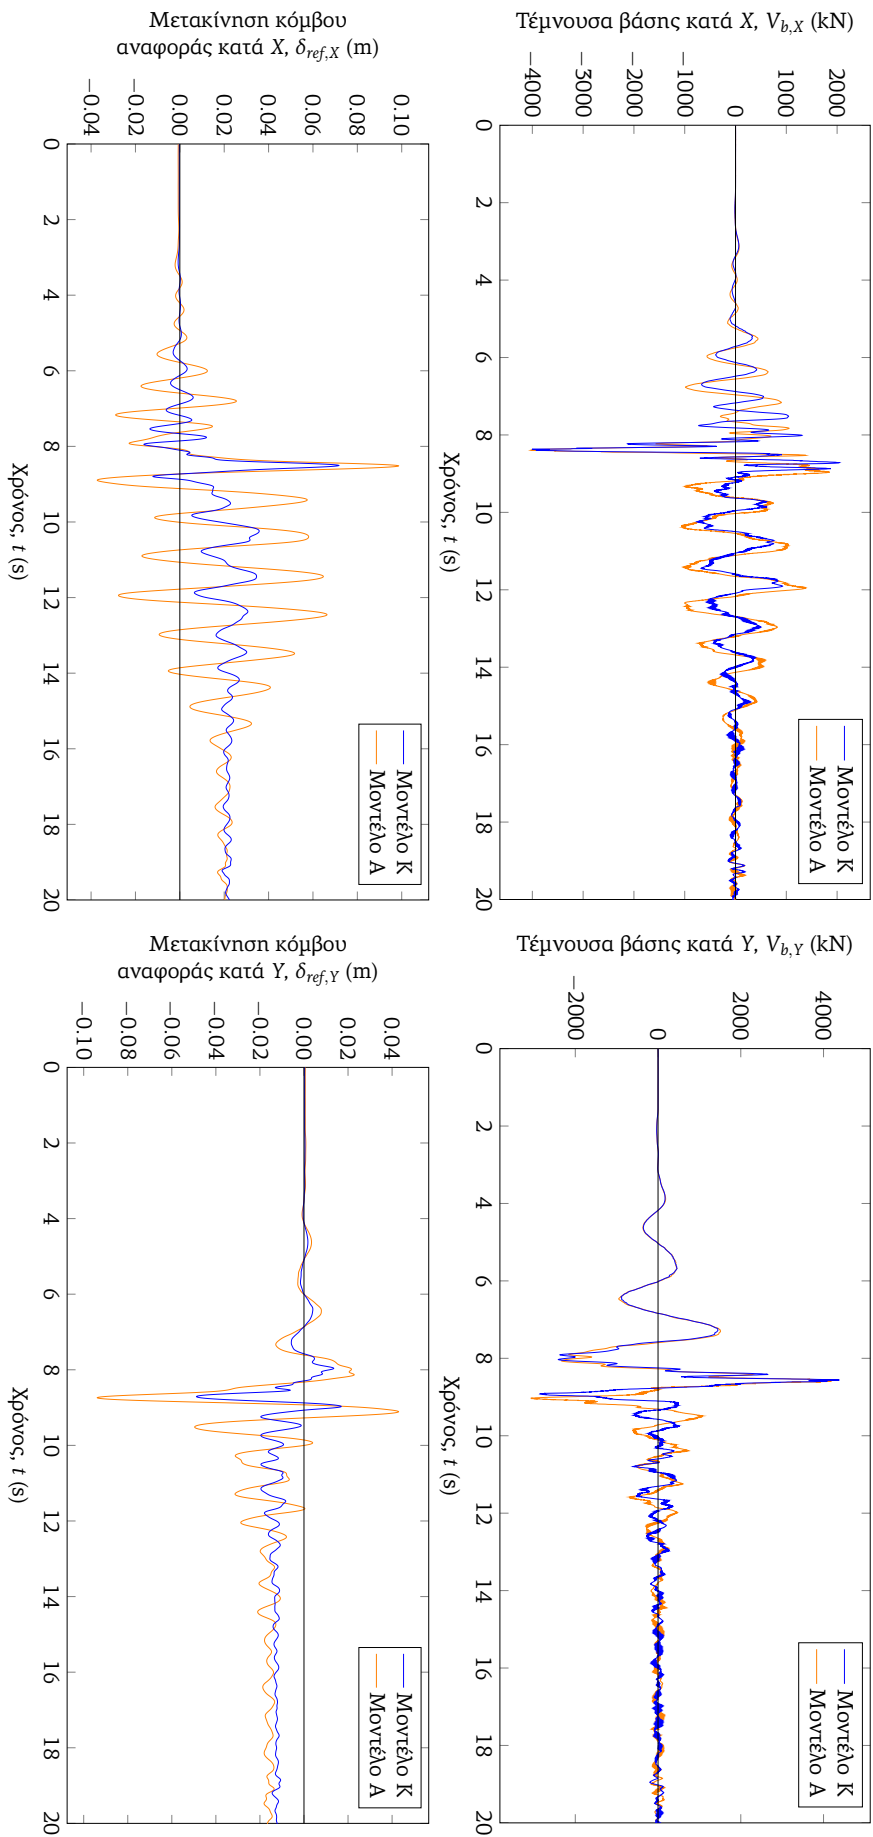 Τέμνουσα βάσης κατά X, V_{b,X} (kN)
2000
1000
0
−1000
−2000
−3000
−4000
0 2 4 6 8 10 12 14 16 18 20
Χρόνος, t (s)
Μοντέλο Κ
Μοντέλο Α
Τέμνουσα βάσης κατά Y, V_{b,Y} (kN)
4000
2000
0
−2000
0 2 4 6 8 10 12 14 16 18 20
Χρόνος, t (s)
Μοντέλο Κ
Μοντέλο Α
Μετακίνηση κόμβου
αναφοράς κατά X, δ_{ref,X} (m)
0.10
0.08
0.06
0.04
0.02
0.00
−0.02
−0.04
0 2 4 6 8 10 12 14 16 18 20
Χρόνος, t (s)
Μοντέλο Κ
Μοντέλο Α
Μετακίνηση κόμβου
αναφοράς κατά Y, δ_{ref,Y} (m)
0.04
0.02
0.00
−0.02
−0.04
−0.06
−0.08
−0.10
0 2 4 6 8 10 12 14 16 18 20
Χρόνος, t (s)
Μοντέλο Κ
Μοντέλο Α